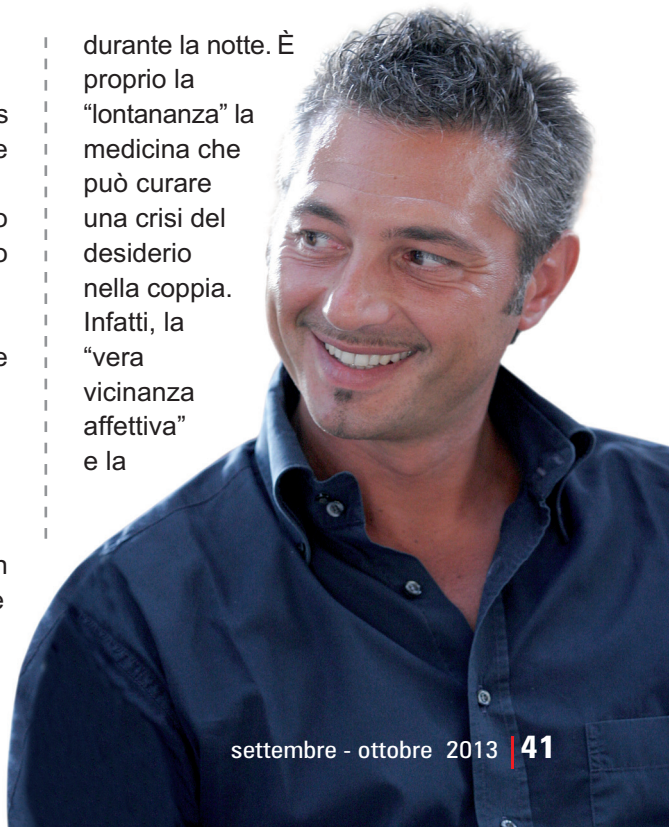 s
e
o
o
e
n
e
durante la notte. È
proprio la
“lontananza” la
medicina che
può curare
una crisi del
desiderio
nella coppia.
Infatti, la
“vera
vicinanza
affettiva”
e la
settembre - ottobre 2013 | 41